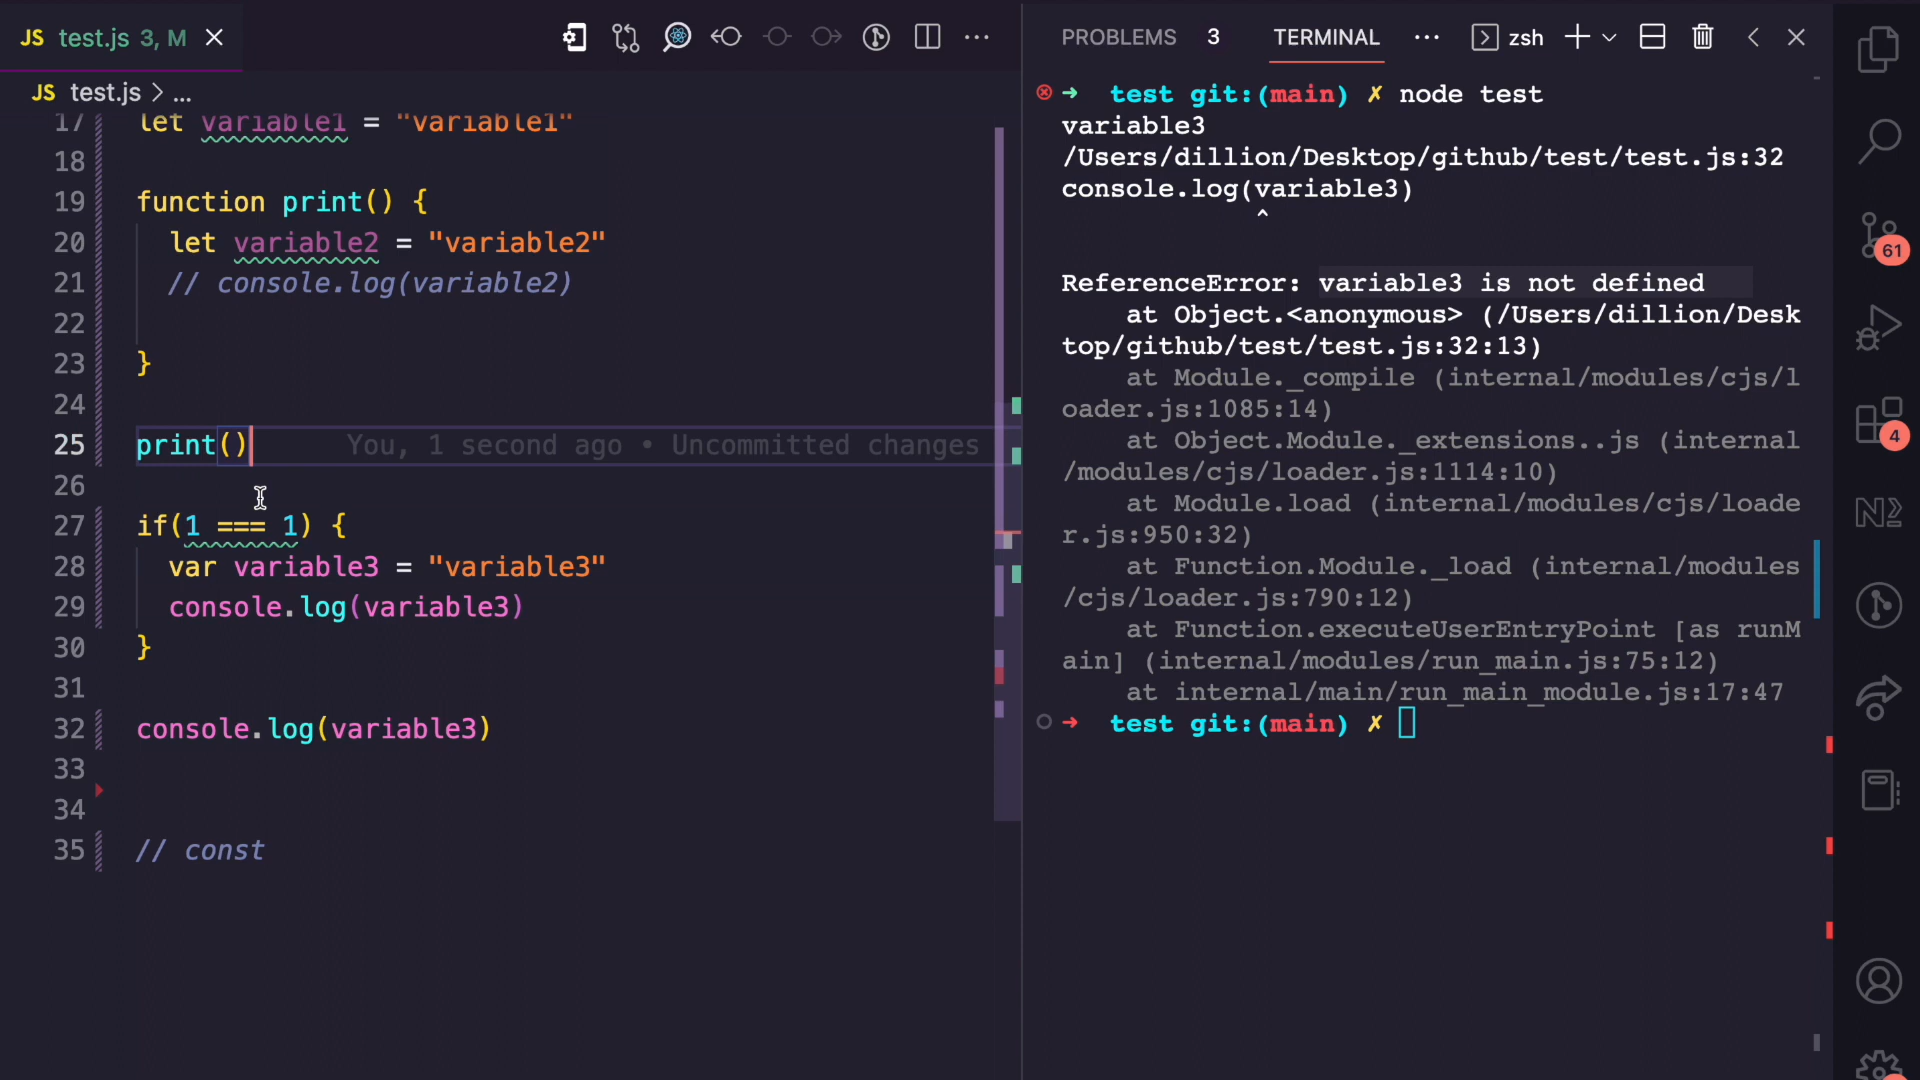 JS test.js 3, M
JS test.js > ...
17 let variable1 = "variable1"
18
19 function print() {
20 let variable2 = "variable2"
21 // console.log(variable2)
22
23 }
24
25 print() You, 1 second ago • Uncommitted changes
26
27 if(1 === 1) {
28 var variable3 = "variable3"
29 console.log(variable3)
30 }
31
32 console.log(variable3)
33
34
35 // const
PROBLEMS 3 TERMINAL ... zsh
➜ test git:(main) ✗ node test
variable3
/Users/dillion/Desktop/github/test/test.js:32
console.log(variable3)
^
ReferenceError: variable3 is not defined
at Object.<anonymous> (/Users/dillion/Desk
top/github/test/test.js:32:13)
at Module._compile (internal/modules/cjs/l
oader.js:1085:14)
at Object.Module._extensions..js (internal
/modules/cjs/loader.js:1114:10)
at Module.load (internal/modules/cjs/loade
r.js:950:32)
at Function.Module._load (internal/modules
/cjs/loader.js:790:12)
at Function.executeUserEntryPoint [as runM
ain] (internal/modules/run_main.js:75:12)
at internal/main/run_main_module.js:17:47
➜ test git:(main) ✗
61
4